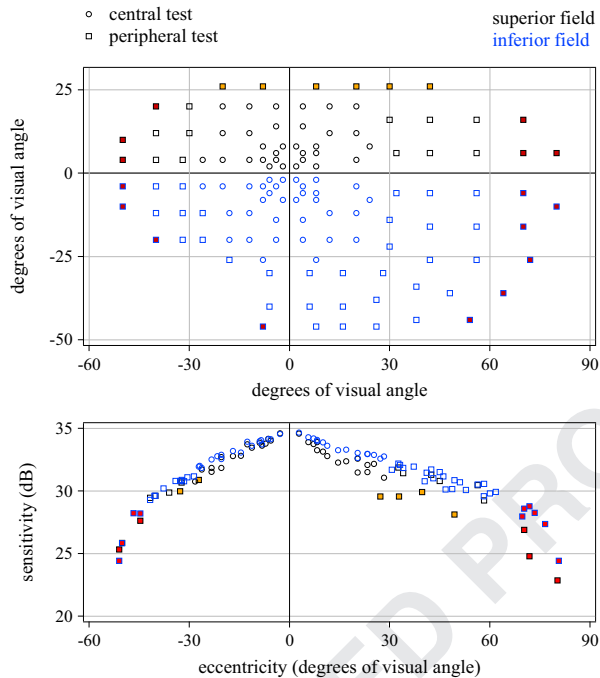 central test
peripheral test
superior field
inferior field
25
0
-25
-50
degrees of visual angle
-60
-30
0
30
60
90
degrees of visual angle
35
30
25
20
sensitivity (dB)
-60
-30
0
30
60
90
eccentricity (degrees of visual angle)
ED PRO